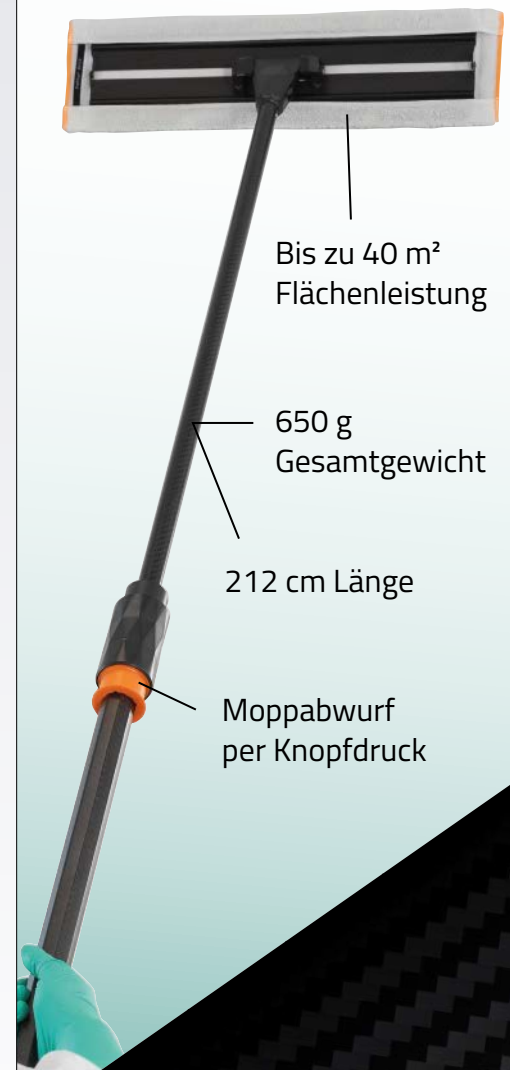 Bis zu 40 m²
Flächenleistung
650 g
Gesamtgewicht
212 cm Länge
Moppabwurf
per Knopfdruck